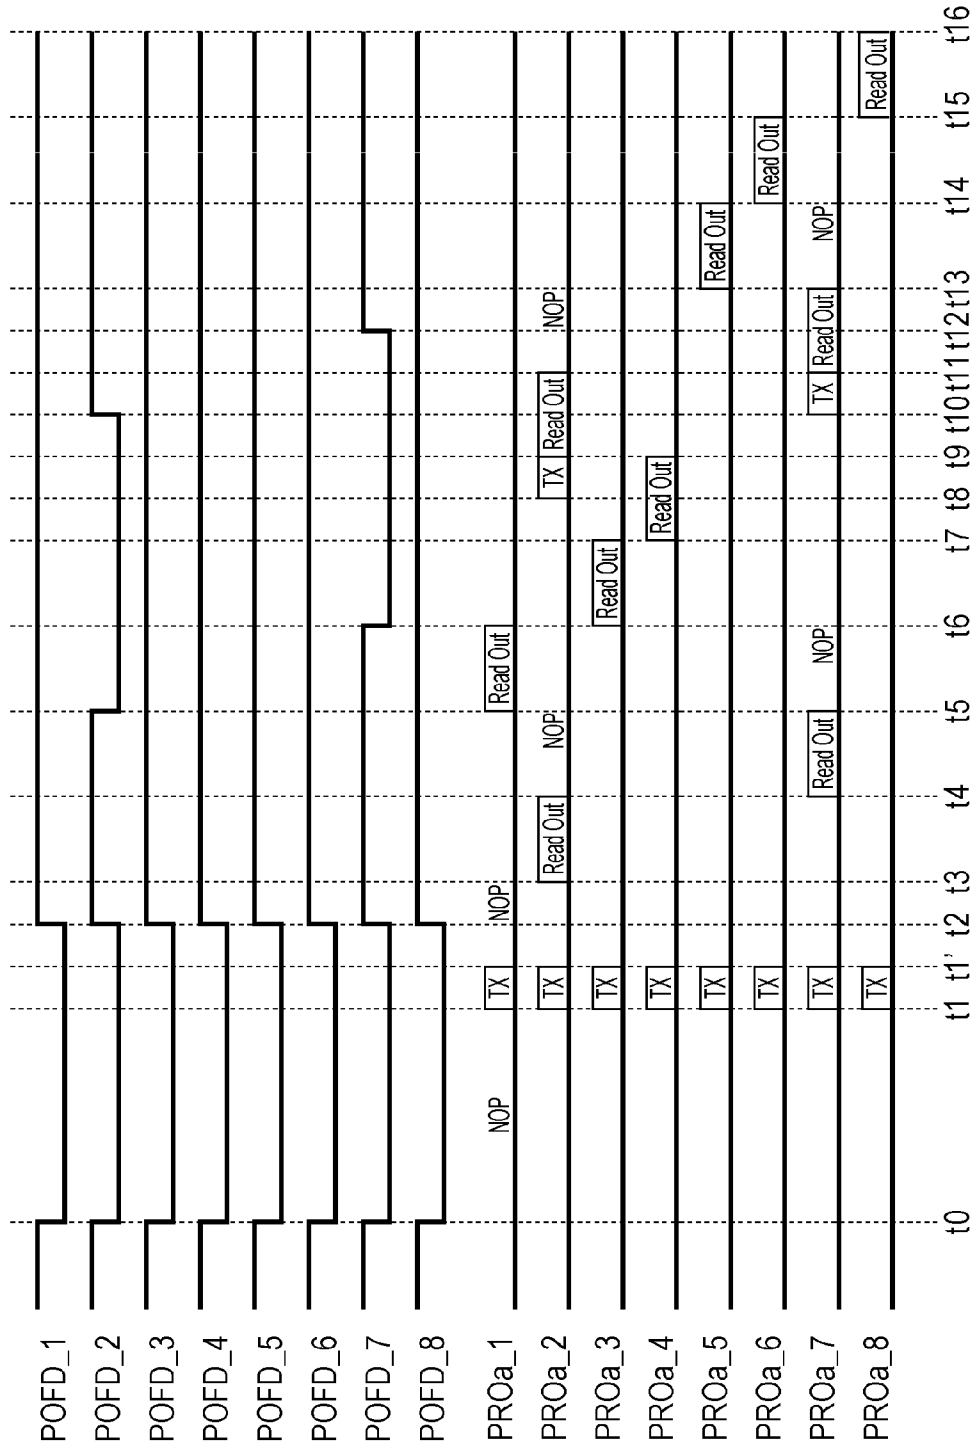 POFD_1
POFD_2
POFD_3
POFD_4
POFD_5
POFD_6
POFD_7
POFD_8
PROa_1 NOP TX NOP Read Out
PROa_2 TX Read Out NOP TX Read Out NOP
PROa_3 TX Read Out
PROa_4 TX Read Out
PROa_5 TX Read Out
PROa_6 TX Read Out
PROa_7 TX Read Out NOP TX Read Out NOP
PROa_8 TX Read Out
t0 t1 t1' t2 t3 t4 t5 t6 t7 t8 t9 t10 t11 t12 t13 t14 t15 t16